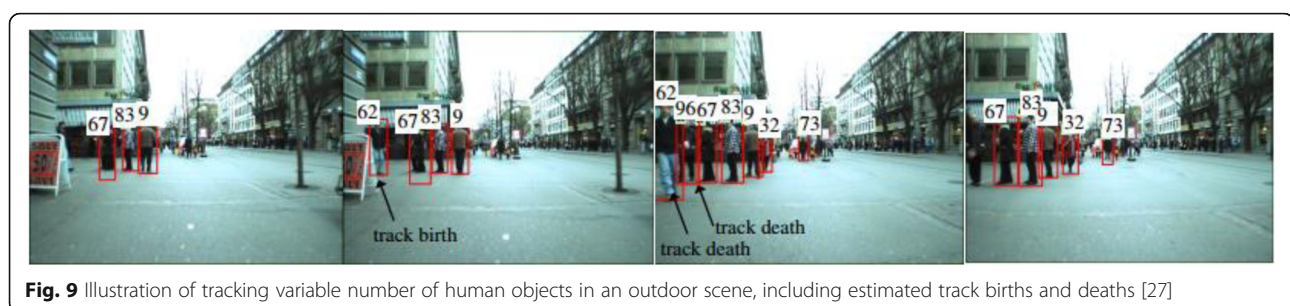 67 83 9
62 67 83 9
track birth
62 96 67 83 9 32 73
track death
track death
67 83 9 32 73
Fig. 9 Illustration of tracking variable number of human objects in an outdoor scene, including estimated track births and deaths [27]